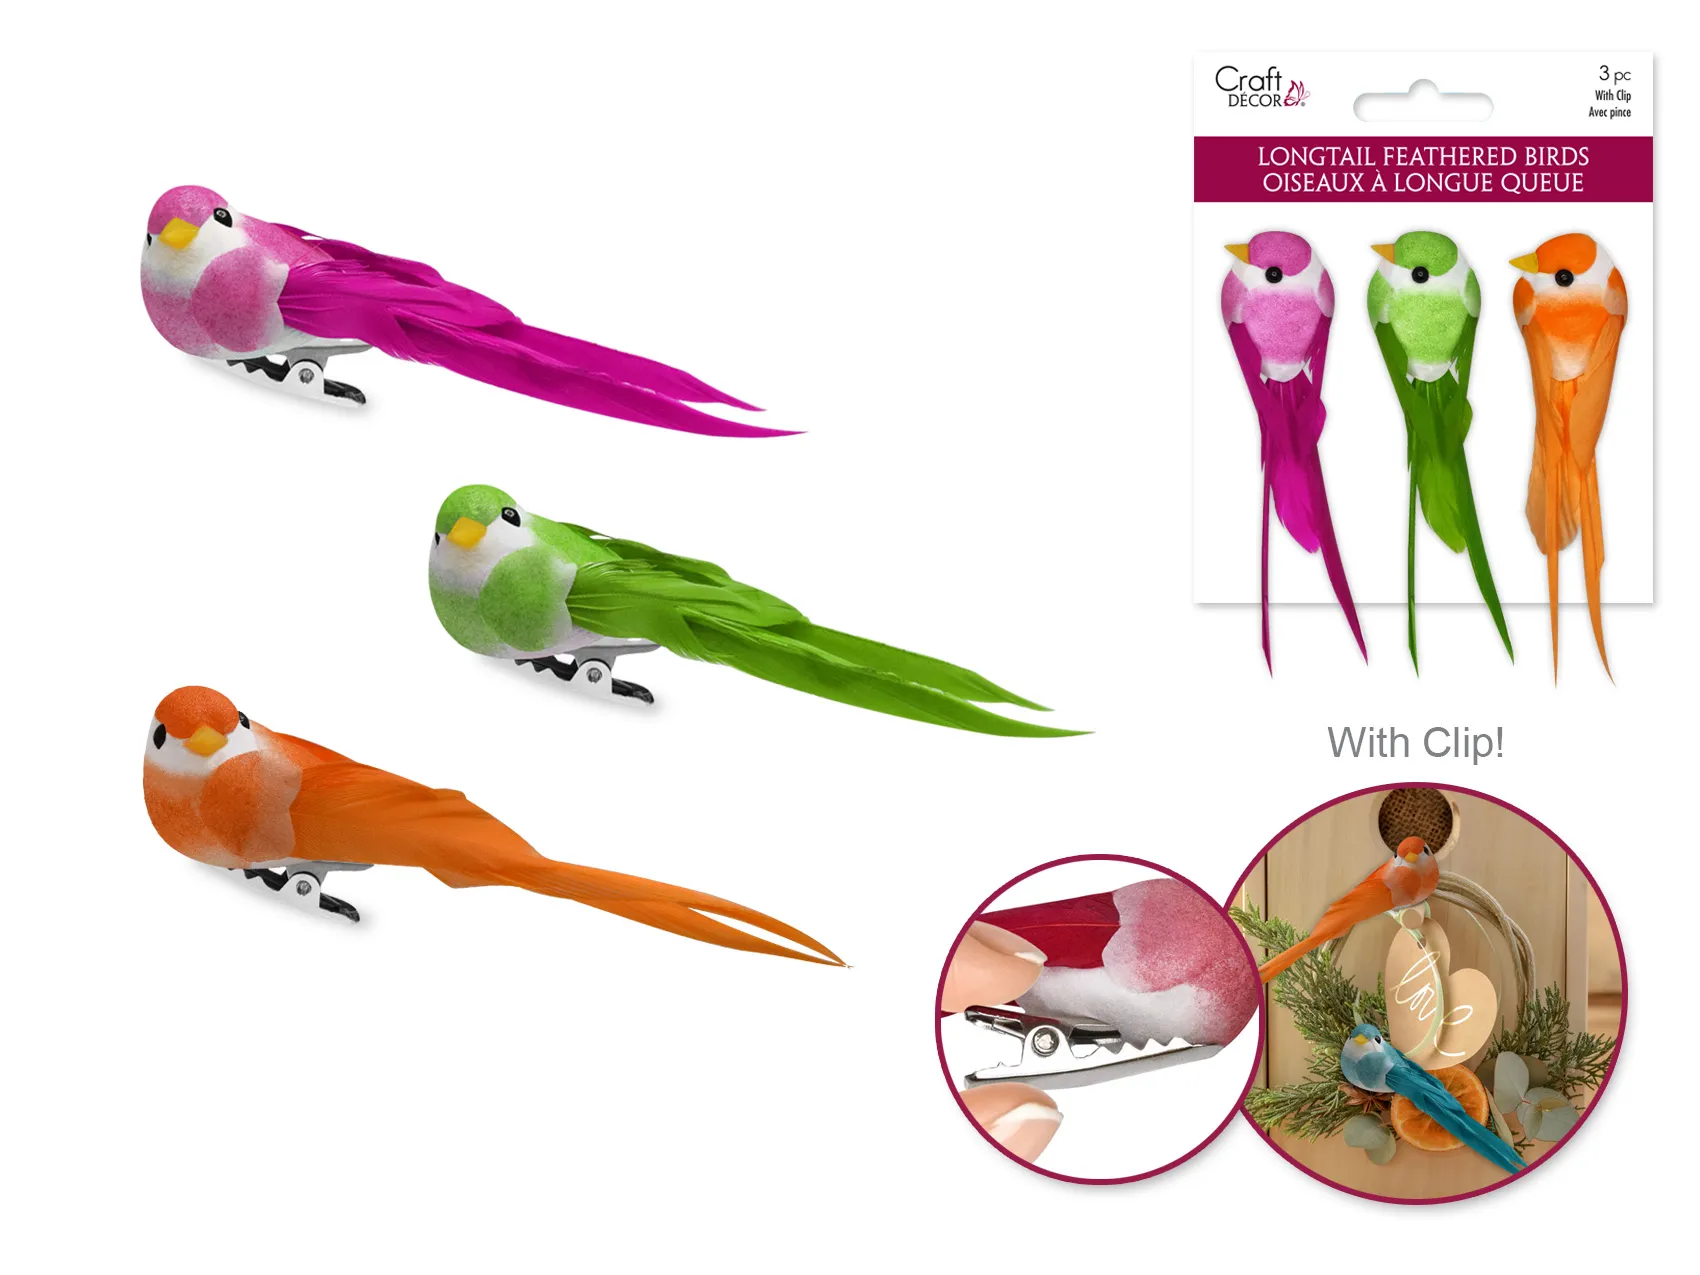 Craft
DÉCOR
3 pc
With Clip
Avec pince
LONGTAIL FEATHERED BIRDS
OISEAUX À LONGUE QUEUE
With Clip!
love